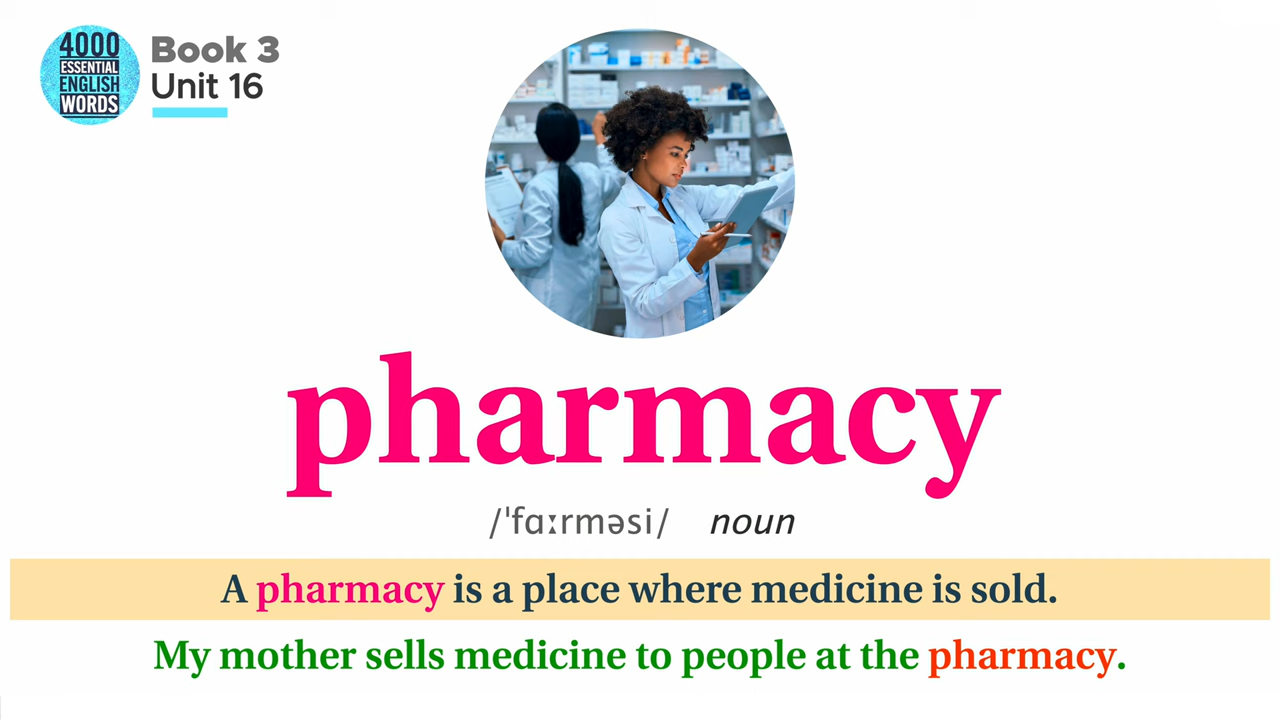 4000
ESSENTIAL
ENGLISH
WORDS
Book 3
Unit 16
pharmacy
/ˈfɑːrməsi/ noun
A pharmacy is a place where medicine is sold.
My mother sells medicine to people at the pharmacy.